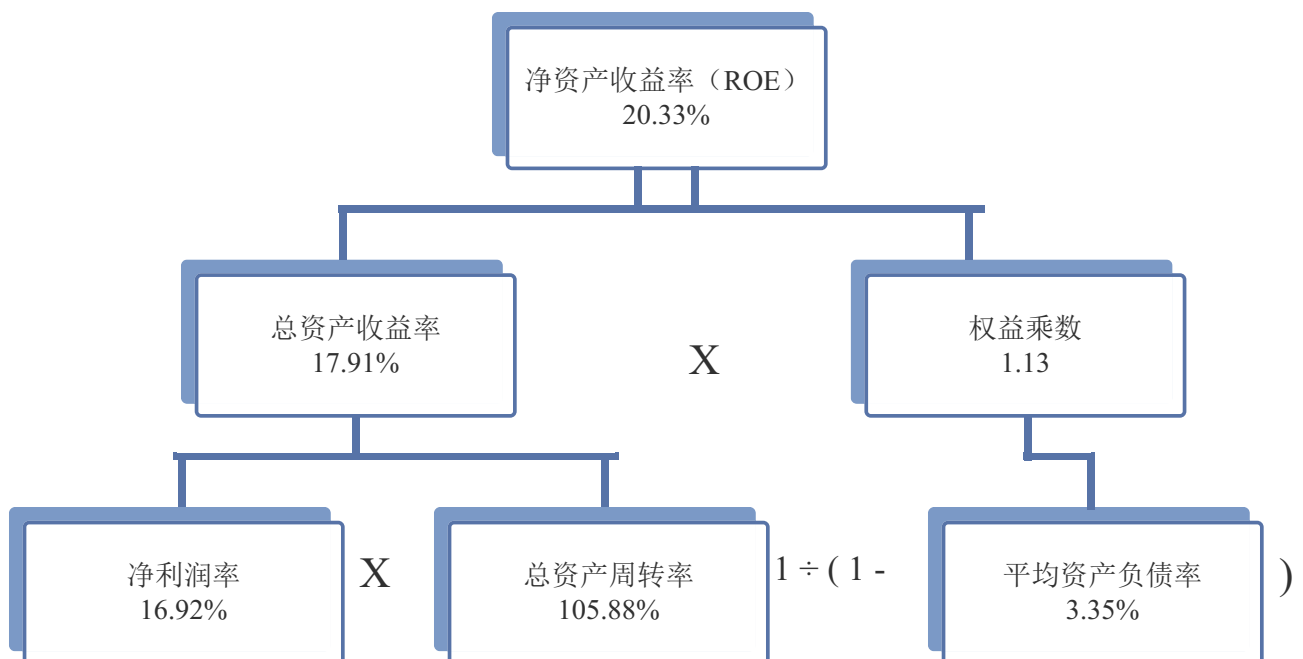 净资产收益率（ROE）
20.33%
总资产收益率
17.91%
X
权益乘数
1.13
净利润率
16.92%
X
总资产周转率
105.88%
1 ÷ ( 1 -
平均资产负债率
3.35%
)